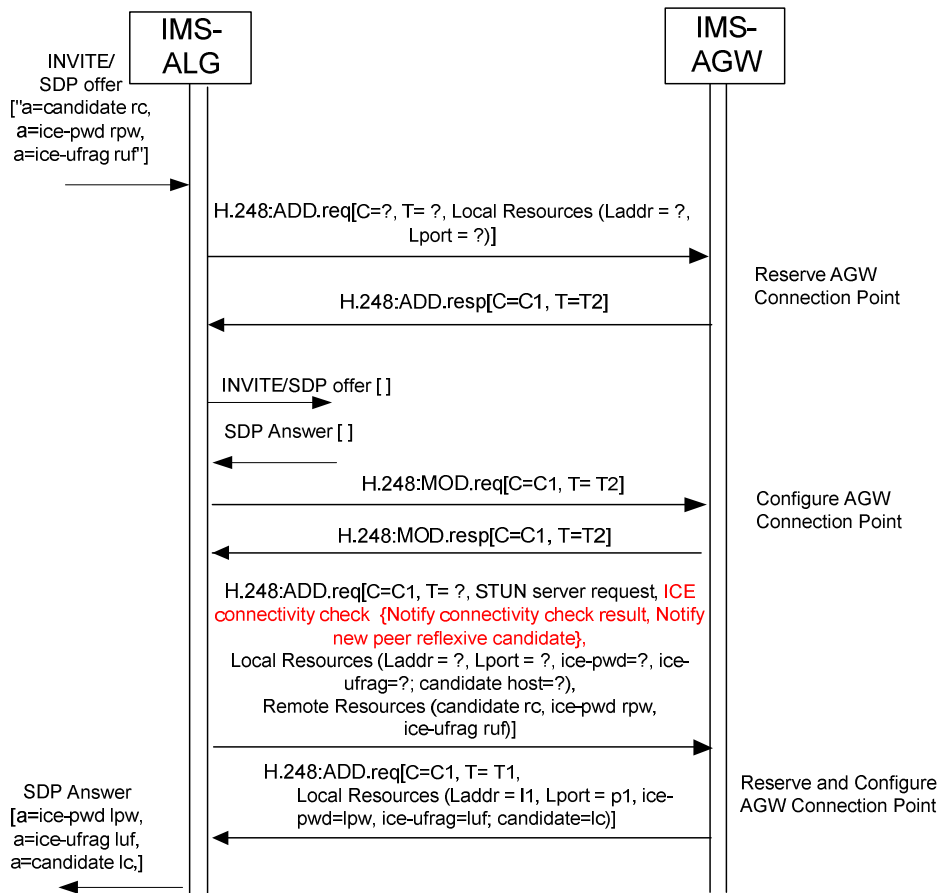 IMS-
ALG
IMS-
AGW
INVITE/
SDP offer
["a=candidate rc,
a=ice-pwd rpw,
a=ice-ufrag ruf"]
H.248:ADD.req[C=?, T= ?, Local Resources (Laddr = ?,
Lport = ?)]
Reserve AGW
Connection Point
H.248:ADD.resp[C=C1, T=T2]
INVITE/SDP offer [ ]
SDP Answer [ ]
H.248:MOD.req[C=C1, T= T2]
Configure AGW
Connection Point
H.248:MOD.resp[C=C1, T=T2]
H.248:ADD.req[C=C1, T= ?, STUN server request, ICE
connectivity check {Notify connectivity check result, Notify
new peer reflexive candidate},
Local Resources (Laddr = ?, Lport = ?, ice-pwd=?, ice-
ufrag=?; candidate host=?),
Remote Resources (candidate rc, ice-pwd rpw,
ice-ufrag ruf)]
H.248:ADD.req[C=C1, T= T1,
Local Resources (Laddr = l1, Lport = p1, ice-
pwd=lpw, ice-ufrag=luf; candidate=lc)]
Reserve and Configure
AGW Connection Point
SDP Answer
[a=ice-pwd lpw,
a=ice-ufrag luf,
a=candidate lc,]